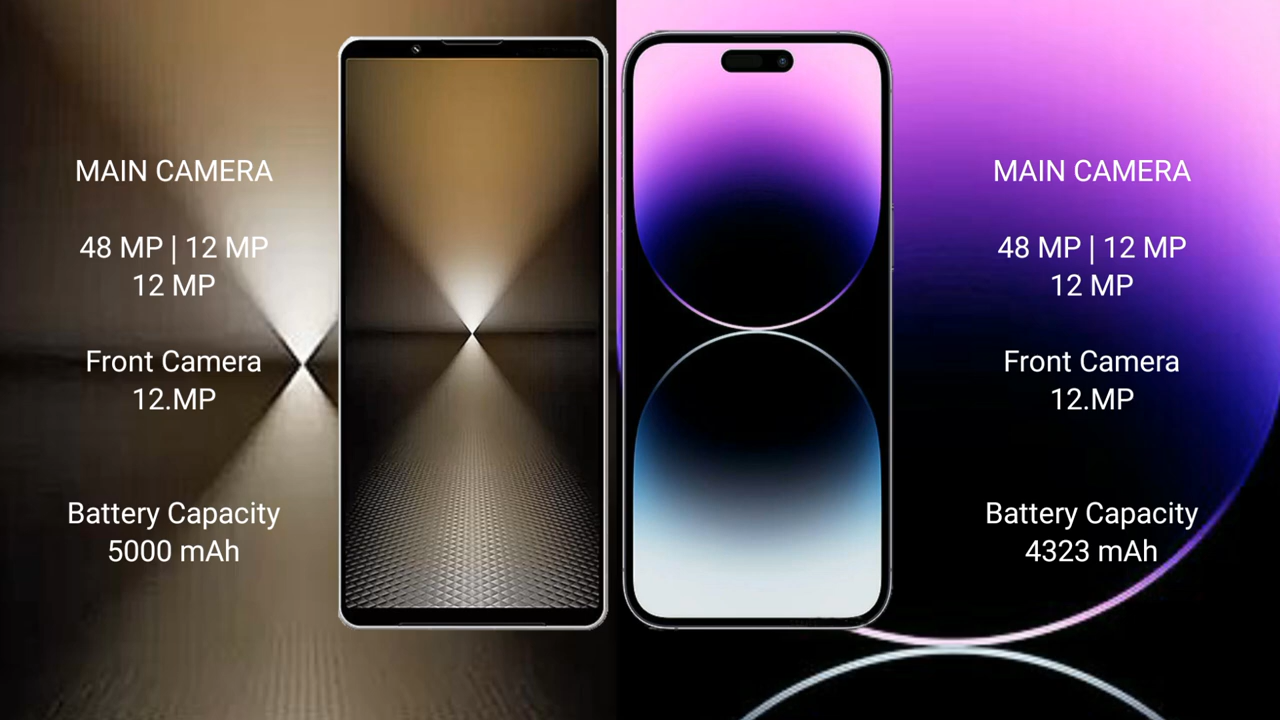 MAIN CAMERA
48 MP | 12 MP
12 MP
Front Camera
12.MP
Battery Capacity
5000 mAh
MAIN CAMERA
48 MP | 12 MP
12 MP
Front Camera
12.MP
Battery Capacity
4323 mAh